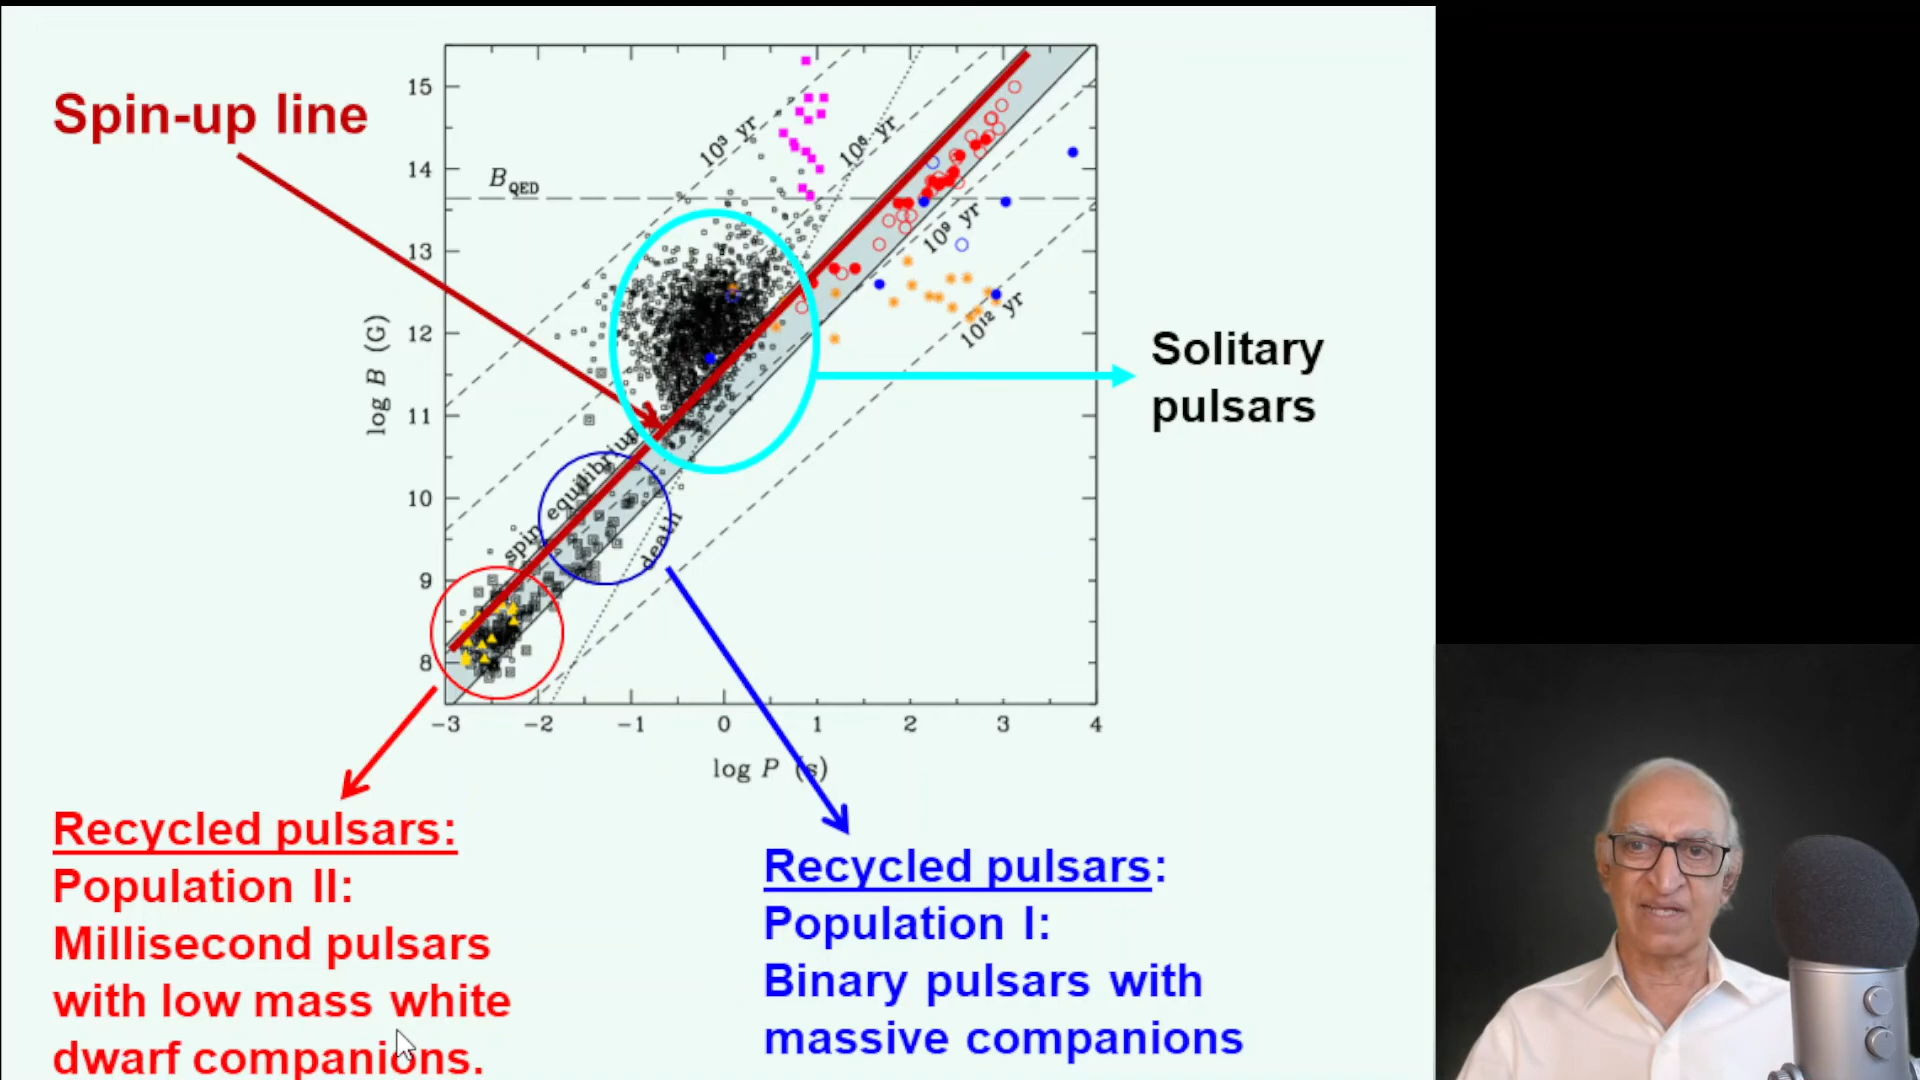 Spin-up line
15
14
13
12
11
10
9
8
log B (G)
B QED
10³ yr
10⁶ yr
10⁹ yr
10¹² yr
spin equilibrium
death
−3 −2 −1 0 1 2 3 4
log P (s)
Solitary
pulsars
Recycled pulsars:
Population II:
Millisecond pulsars
with low mass white
dwarf companions.
Recycled pulsars:
Population I:
Binary pulsars with
massive companions